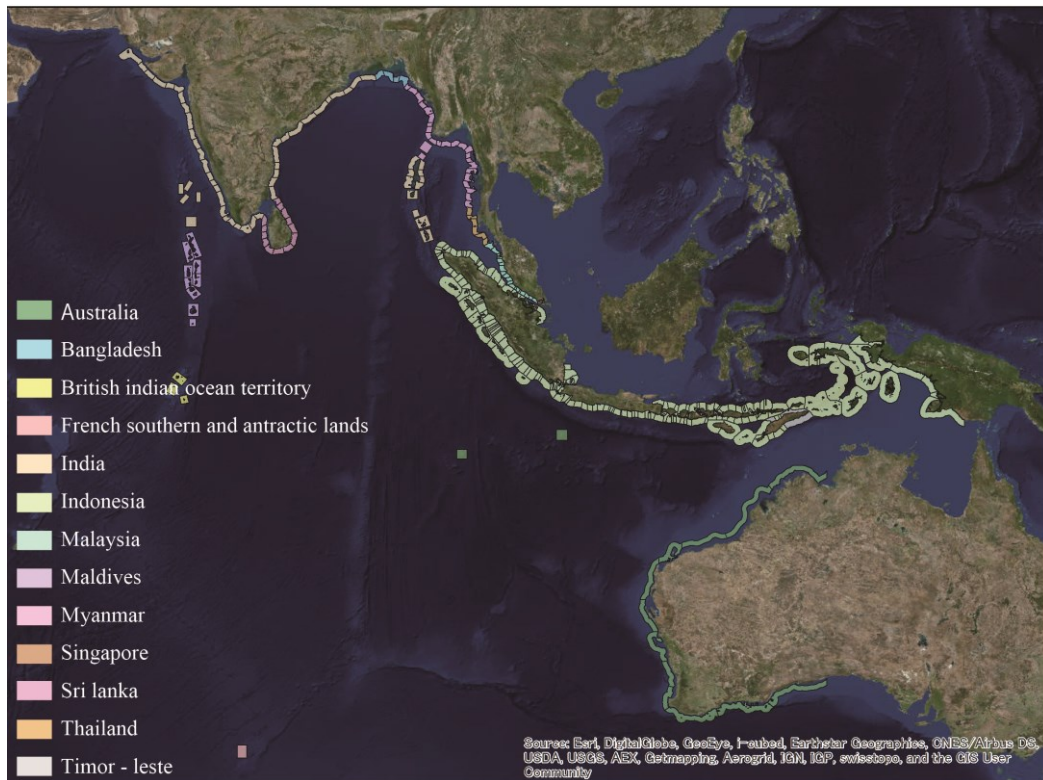 Australia
Bangladesh
British indian ocean territory
French southern and antractic lands
India
Indonesia
Malaysia
Maldives
Myanmar
Singapore
Sri lanka
Thailand
Timor - leste
Source: Esri, DigitalGlobe, GeoEye, i-cubed, Earthstar Geographics, CNES/Airbus DS,
USDA, USGS, AEX, Getmapping, Aerogrid, IGN, IGP, swisstopo, and the GIS User
Community